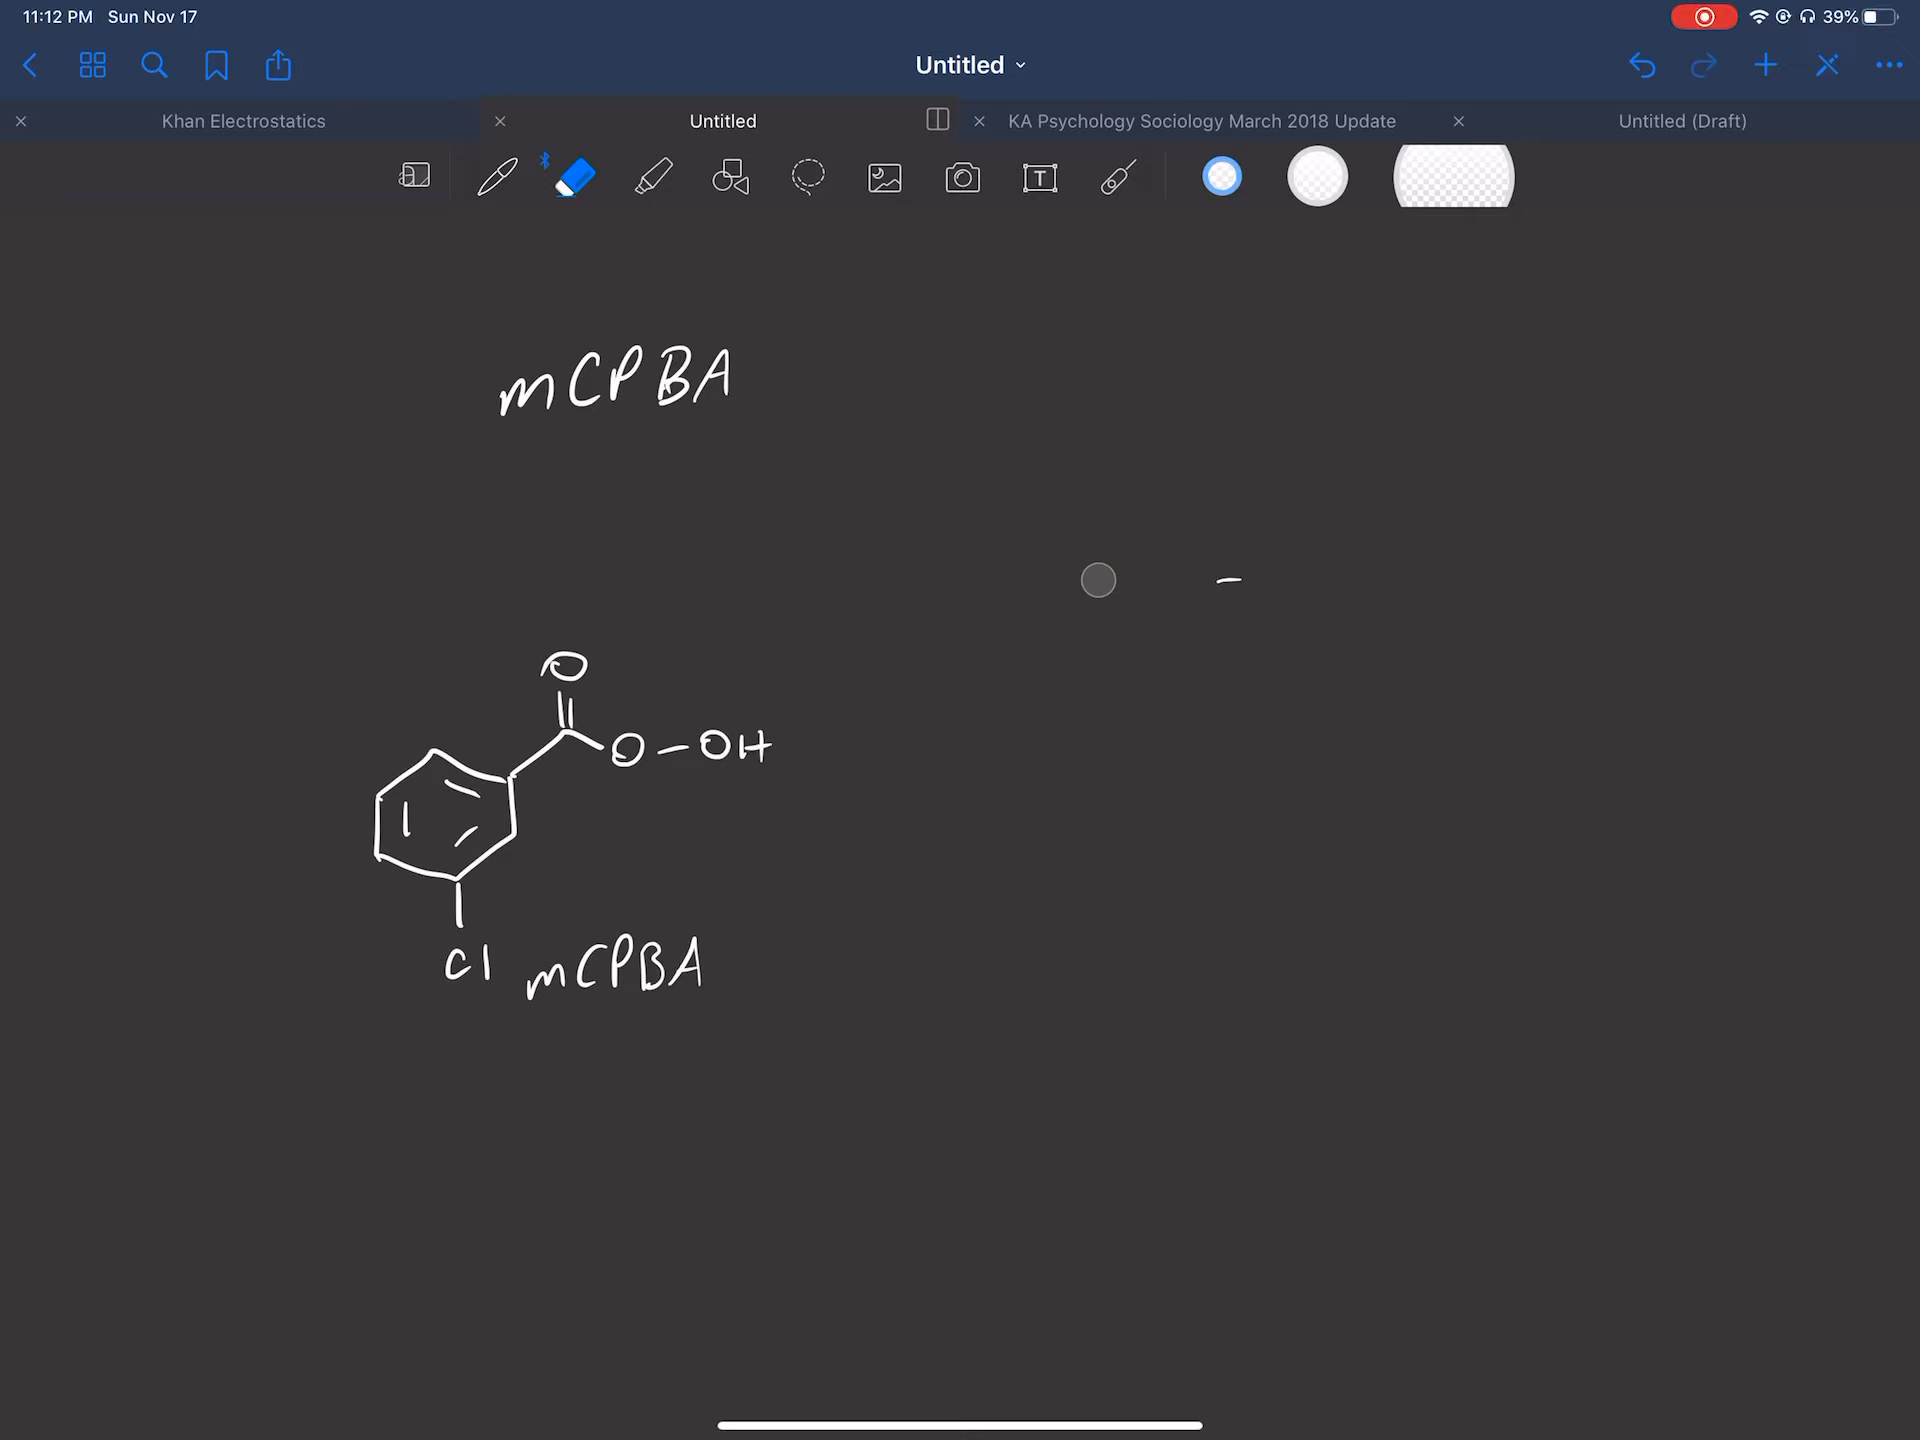 11:12 PM Sun Nov 17
39%
Untitled
Khan Electrostatics
Untitled
KA Psychology Sociology March 2018 Update
Untitled (Draft)
T
mCPBA
O
O-OH
Cl
mCPBA